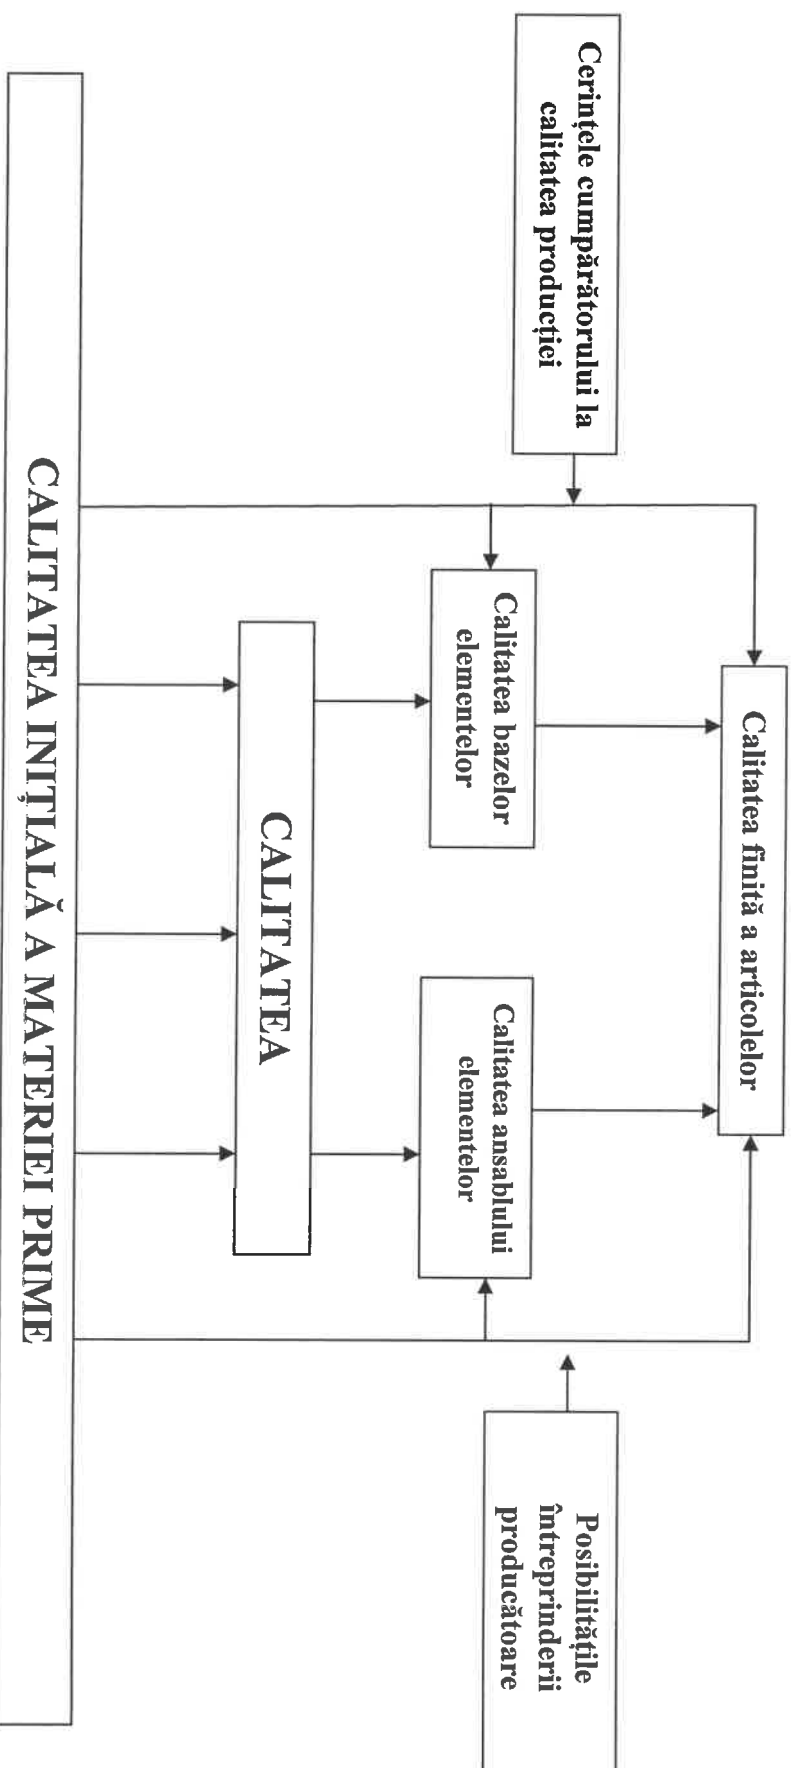 Calitatea finită a articolelor
Cerințele cumpărătorului la
calitatea producției
Posibilitățile
întreprinderii
producătoare
Calitatea bazelor
elementelor
Calitatea ansablului
elementelor
CALITATEA
CALITATEA INIȚIALĂ A MATERIEI PRIME